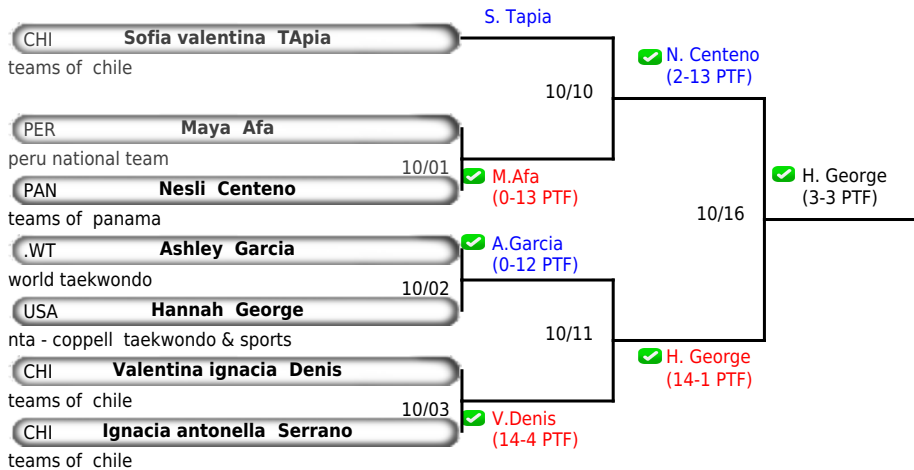 S. Tapia
CHI Sofia valentina TApia
teams of chile
N. Centeno
(2-13 PTF)
10/10
PER Maya Afa
peru national team
10/01
M.Afa
(0-13 PTF)
PAN Nesli Centeno
teams of panama
H. George
(3-3 PTF)
10/16
.WT Ashley Garcia
world taekwondo
A.Garcia
(0-12 PTF)
10/02
USA Hannah George
nta - coppell taekwondo & sports
10/11
H. George
(14-1 PTF)
CHI Valentina ignacia Denis
teams of chile
10/03
V.Denis
(14-4 PTF)
CHI Ignacia antonella Serrano
teams of chile